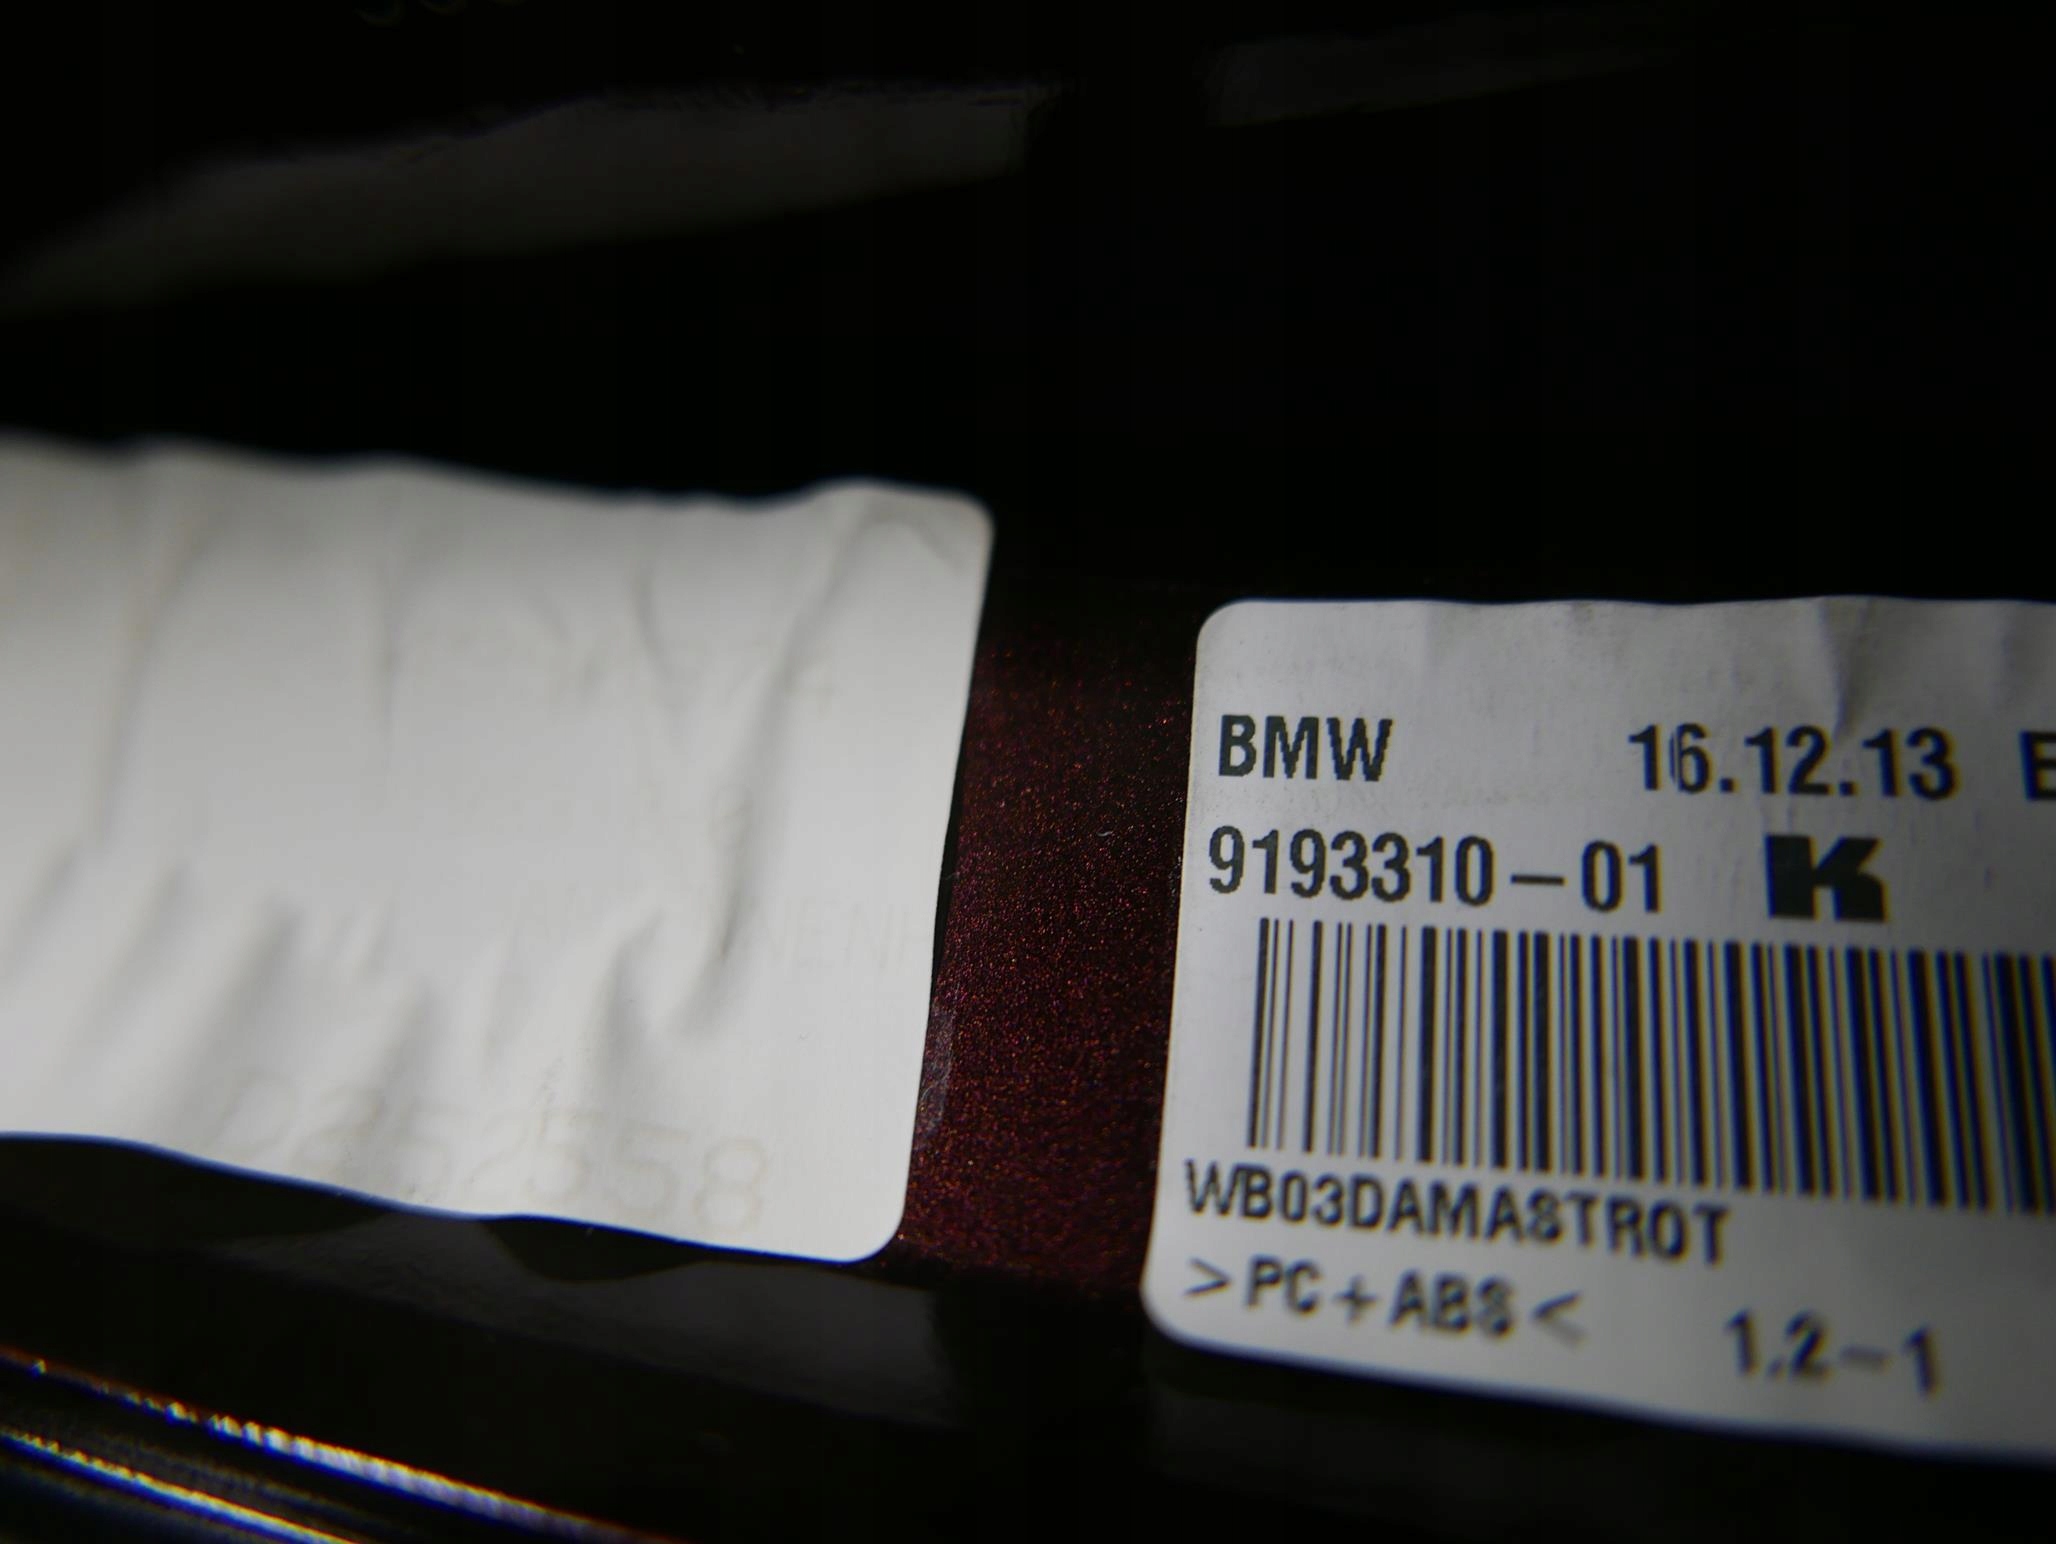 BMW 16.12.13
9193310-01 K
WB03DAMASTROT
>PC+ABS< 1.2-1